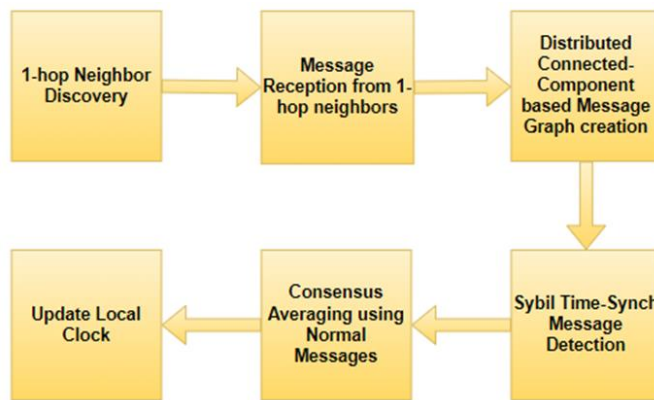 1-hop Neighbor
Discovery
Message
Reception from 1-
hop neighbors
Distributed
Connected-
Component
based Message
Graph creation
Sybil Time-Synch
Message
Detection
Consensus
Averaging using
Normal
Messages
Update Local
Clock